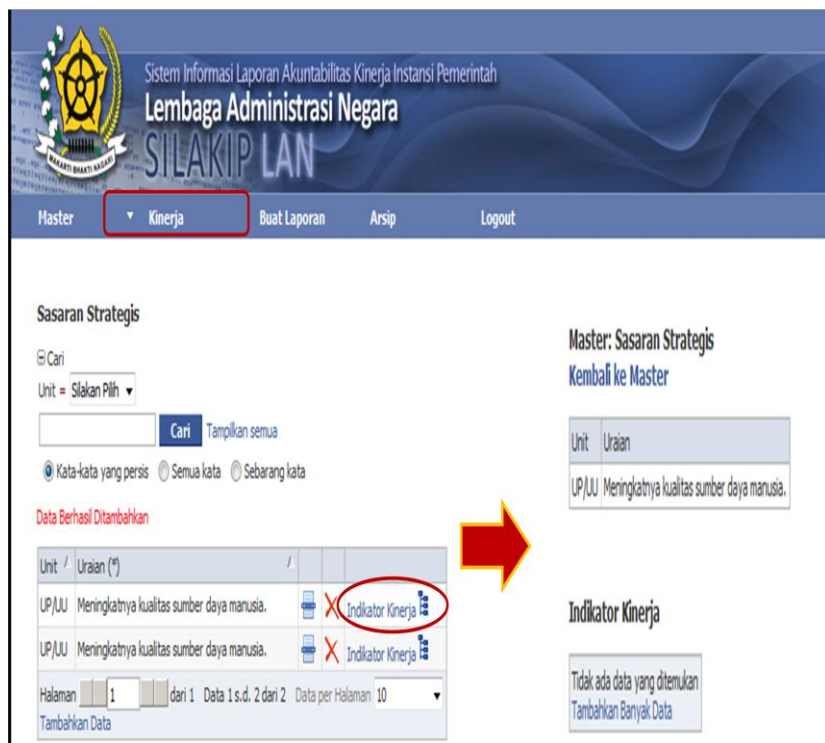 Sistem Informasi Laporan Akuntabilitas Kinerja Instansi Pemerintah
Lembaga Administrasi Negara
SILAKIP LAN
MAKARTI BHAKTI NAGARI
Master Kinerja Buat Laporan Arsip Logout
Sasaran Strategis
Cari
Unit = Silakan Pilih
Cari Tampilkan semua
Kata-kata yang persis Semua kata Sebarang kata
Data Berhasil Ditambahkan
Unit Uraian (*)
UP/UU Meningkatnya kualitas sumber daya manusia. Indikator Kinerja
UP/UU Meningkatnya kualitas sumber daya manusia. Indikator Kinerja
Halaman 1 dari 1 Data 1 s.d. 2 dari 2 Data per Halaman 10
Tambahkan Data
Master: Sasaran Strategis
Kembali ke Master
Unit Uraian
UP/UU Meningkatnya kualitas sumber daya manusia.
Indikator Kinerja
Tidak ada data yang ditemukan
Tambahkan Banyak Data